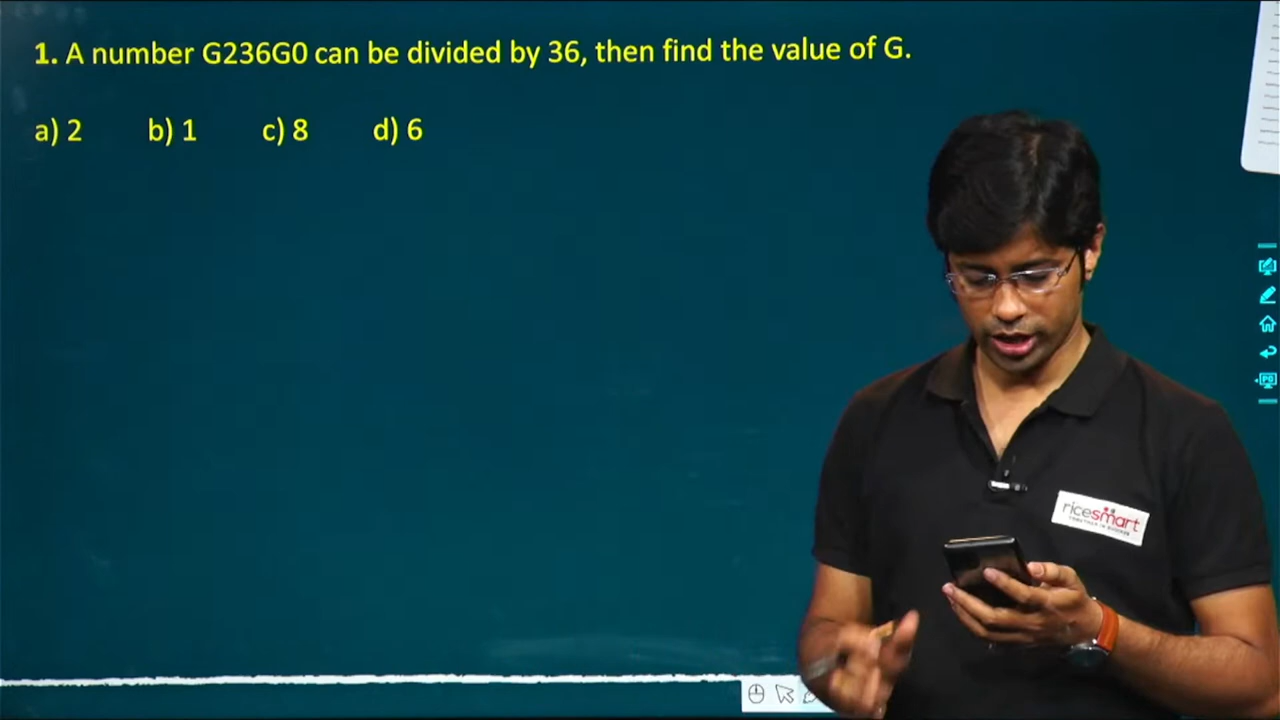 1. A number G236G0 can be divided by 36, then find the value of G.
a) 2 b) 1 c) 8 d) 6
ricesmart